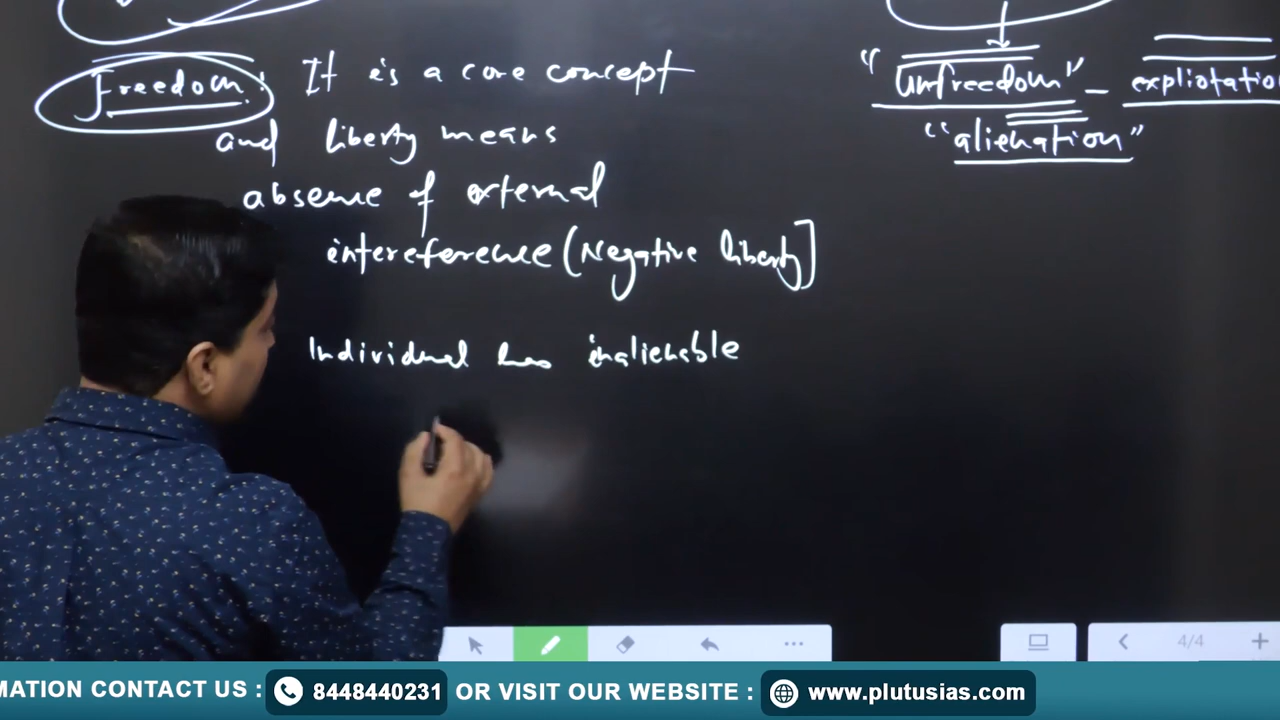 Freedom: It is a core concept
and liberty means
absence of external
intereference (Negative liberty]
Individual has inalienable
"Unfreedom" – expliotation
"alienation"
4/4
MATION CONTACT US : 8448440231 OR VISIT OUR WEBSITE : www.plutusias.com